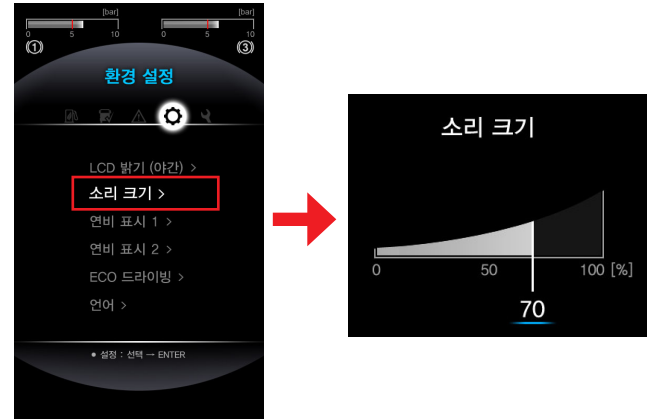 [bar] [bar]
0 5 10 0 5 10
(1) (3)
환경 설정
LCD 밝기 (야간) >
소리 크기 >
연비 표시 1 >
연비 표시 2 >
ECO 드라이빙 >
언어 >
• 설정 : 선택 → ENTER
소리 크기
0 50 100 [%]
70